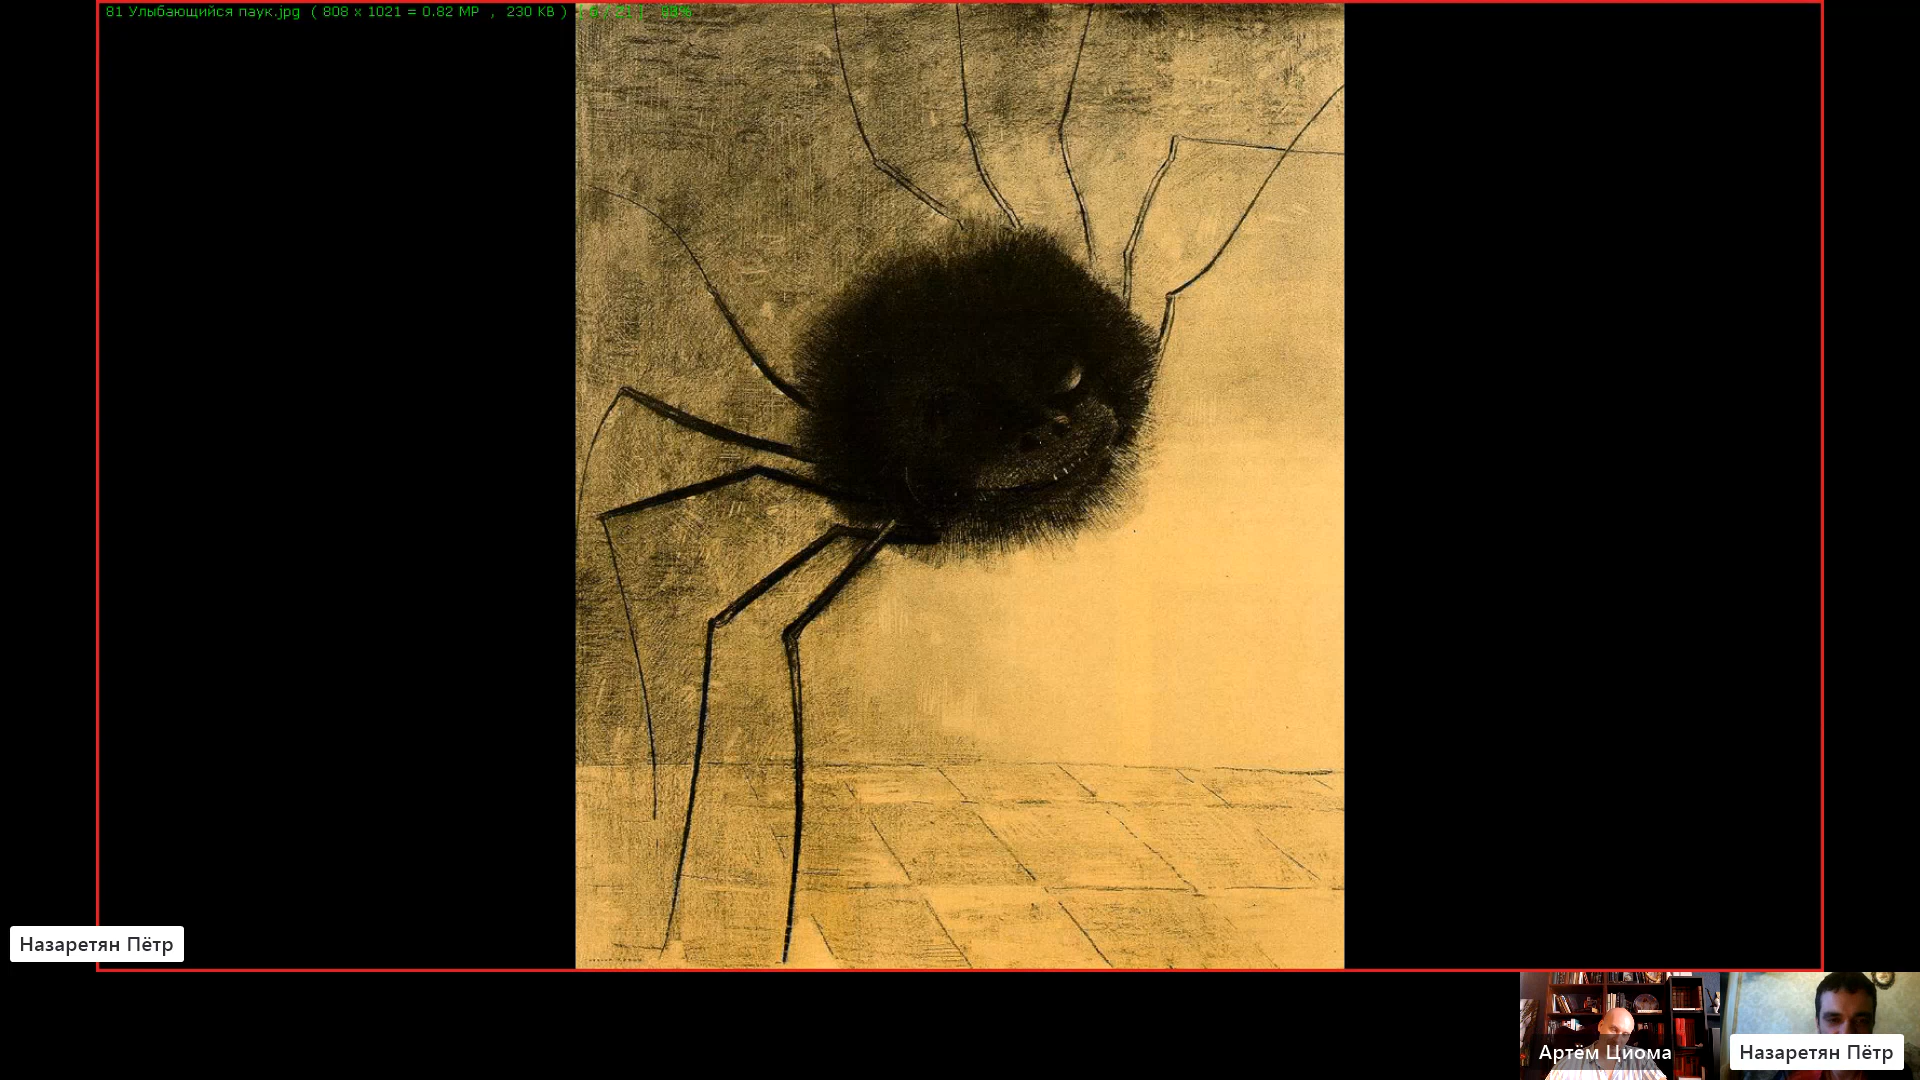 81 Улыбающийся паук.jpg ( 808 x 1021 = 0.82 MP , 230 KB )
Назаретян Пётр
Артём Циома
Назаретян Пётр